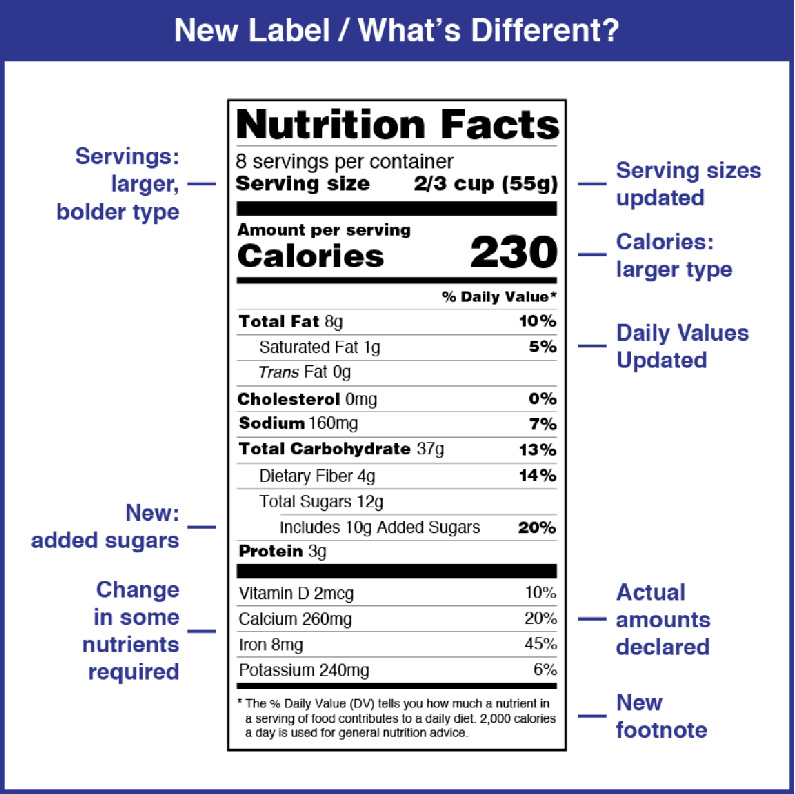 New Label / What's Different?
Nutrition Facts
8 servings per container
Serving size 2/3 cup (55g)
Amount per serving
Calories 230
% Daily Value*
Total Fat 8g 10%
Saturated Fat 1g 5%
Trans Fat 0g
Cholesterol 0mg 0%
Sodium 160mg 7%
Total Carbohydrate 37g 13%
Dietary Fiber 4g 14%
Total Sugars 12g
Includes 10g Added Sugars 20%
Protein 3g
Vitamin D 2mcg 10%
Calcium 260mg 20%
Iron 8mg 45%
Potassium 240mg 6%
* The % Daily Value (DV) tells you how much a nutrient in
a serving of food contributes to a daily diet. 2,000 calories
a day is used for general nutrition advice.
Servings:
larger,
bolder type
New:
added sugars
Change
in some
nutrients
required
Serving sizes
updated
Calories:
larger type
Daily Values
Updated
Actual
amounts
declared
New
footnote